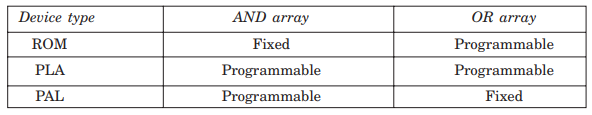 Device type AND array OR array
ROM Fixed Programmable
PLA Programmable Programmable
PAL Programmable Fixed